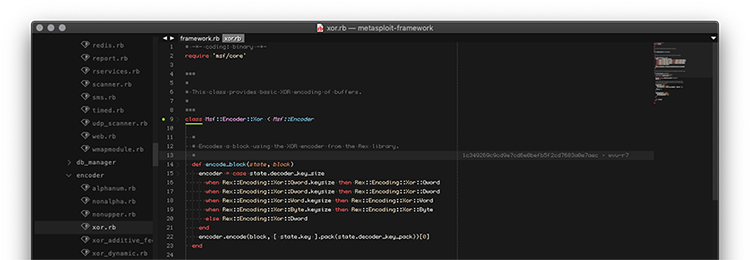 xor.rb — metasploit-framework
framework.rb xor.rb
redis.rb
report.rb
rservices.rb
scanner.rb
sms.rb
timed.rb
udp_scanner.rb
web.rb
wmapmodule.rb
db_manager
encoder
alphanum.rb
nonalpha.rb
nonupper.rb
xor.rb
xor_additive_fe
xor_dynamic.rb
1 # -*- coding: binary -*-
2 require 'msf/core'
3
4 ###
5 #
6 # This class provides basic XOR encoding of buffers.
7 #
8 ###
9 class Msf::Encoder::Xor < Msf::Encoder
10
11 #
12 # Encodes a block using the XOR encoder from the Rex library.
13 #
14 def encode_block(state, block)
15 encoder = case state.decoder_key_size
16 when Rex::Encoding::Xor::Qword.keysize then Rex::Encoding::Xor::Qword
17 when Rex::Encoding::Xor::Dword.keysize then Rex::Encoding::Xor::Dword
18 when Rex::Encoding::Xor::Word.keysize then Rex::Encoding::Xor::Word
19 when Rex::Encoding::Xor::Byte.keysize then Rex::Encoding::Xor::Byte
20 else Rex::Encoding::Xor::Dword
21 end
22 encoder.encode(block, [ state.key ].pack(state.decoder_key_pack))[0]
23 end
24